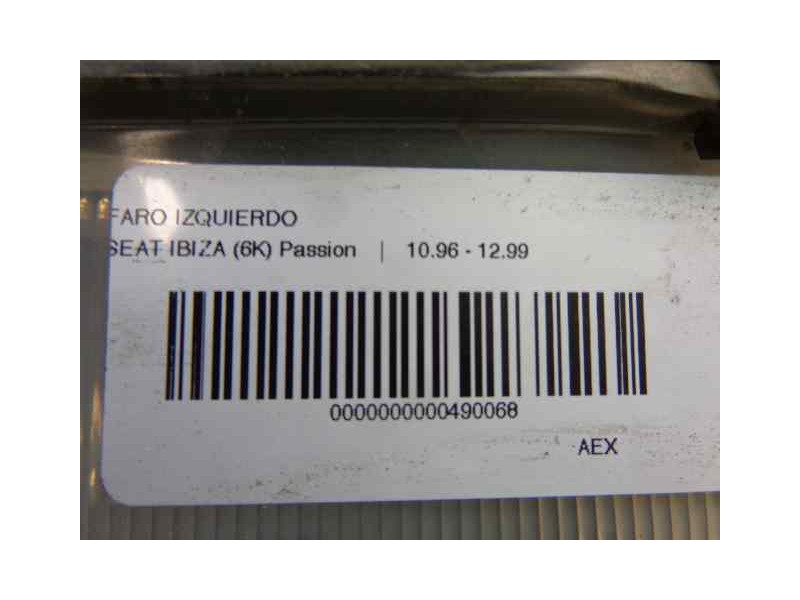 FARO IZQUIERDO
SEAT IBIZA (6K) Passion | 10.96 - 12.99
0000000000490068
AEX